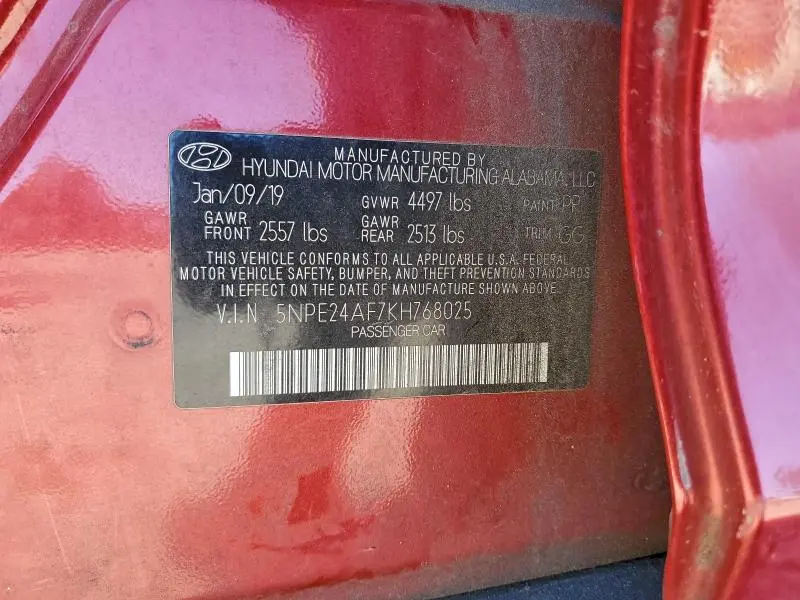 MANUFACTURED BY
HYUNDAI MOTOR MANUFACTURING ALABAMA, LLC
Jan/09/19 GVWR 4497 lbs PAINT: PP
GAWR FRONT 2557 lbs GAWR REAR 2513 lbs TRIM: GG
THIS VEHICLE CONFORMS TO ALL APPLICABLE U.S.A. FEDERAL
MOTOR VEHICLE SAFETY, BUMPER, AND THEFT PREVENTION STANDARDS
IN EFFECT ON THE DATE OF MANUFACTURE SHOWN ABOVE.
V.I.N 5NPE24AF7KH768025
PASSENGER CAR